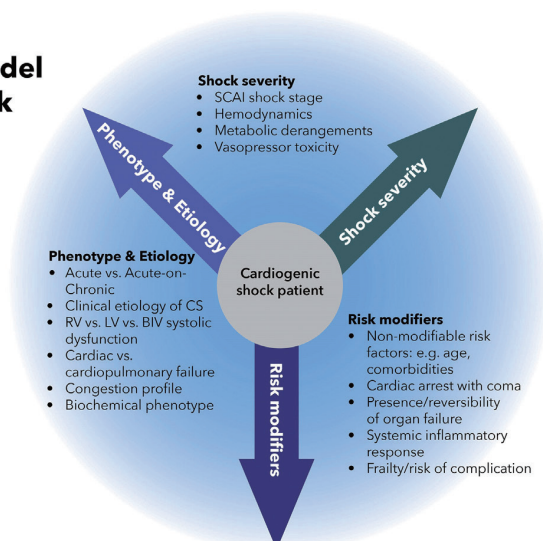 del
k
Shock severity
• SCAI shock stage
• Hemodynamics
• Metabolic derangements
• Vasopressor toxicity
Phenotype & Etiology
Shock severity
Cardiogenic
shock patient
Risk modifiers
Phenotype & Etiology
• Acute vs. Acute-on-
Chronic
• Clinical etiology of CS
• RV vs. LV vs. BIV systolic
dysfunction
• Cardiac vs.
cardiopulmonary failure
• Congestion profile
• Biochemical phenotype
Risk modifiers
• Non-modifiable risk
factors: e.g. age,
comorbidities
• Cardiac arrest with coma
• Presence/reversibility
of organ failure
• Systemic inflammatory
response
• Frailty/risk of complication